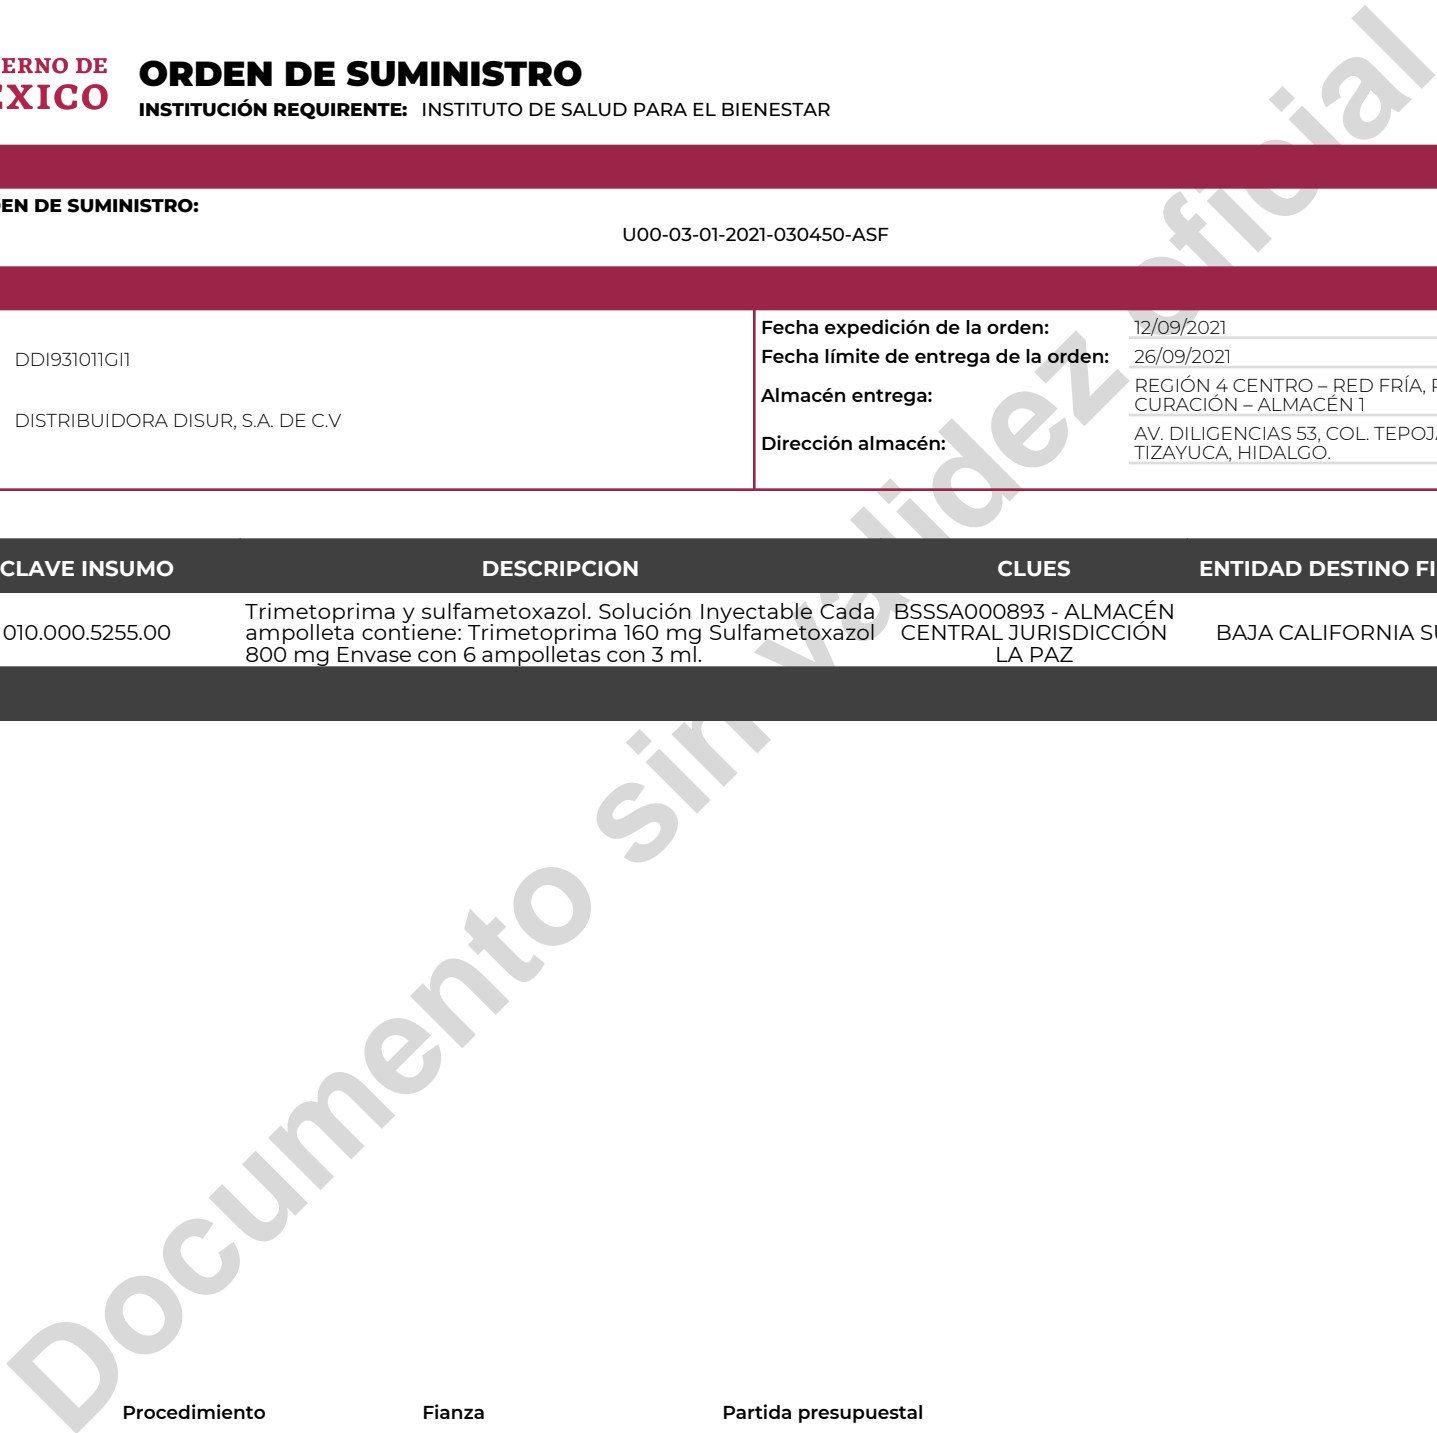 ERNO DE
ORDEN DE SUMINISTRO
XICO
INSTITUCIÓN REQUIRENTE: INSTITUTO DE SALUD PARA EL BIENESTAR
EN DE SUMINISTRO:
U00-03-01-2021-030450-ASF
DDI931011GI1
DISTRIBUIDORA DISUR, S.A. DE C.V
Fecha expedición de la orden: 12/09/2021
Fecha límite de entrega de la orden: 26/09/2021
Almacén entrega: REGIÓN 4 CENTRO – RED FRÍA,
CURACIÓN – ALMACÉN 1
Dirección almacén: AV. DILIGENCIAS 53, COL. TEPOJ
TIZAYUCA, HIDALGO.
CLAVE INSUMO DESCRIPCION CLUES ENTIDAD DESTINO FI
010.000.5255.00
Trimetoprima y sulfametoxazol. Solución Inyectable Cada
ampolleta contiene: Trimetoprima 160 mg Sulfametoxazol
800 mg Envase con 6 ampolletas con 3 ml.
BSSSA000893 - ALMACÉN
CENTRAL JURISDICCIÓN
LA PAZ
BAJA CALIFORNIA S
Documento sin validez oficial
Procedimiento Fianza Partida presupuestal